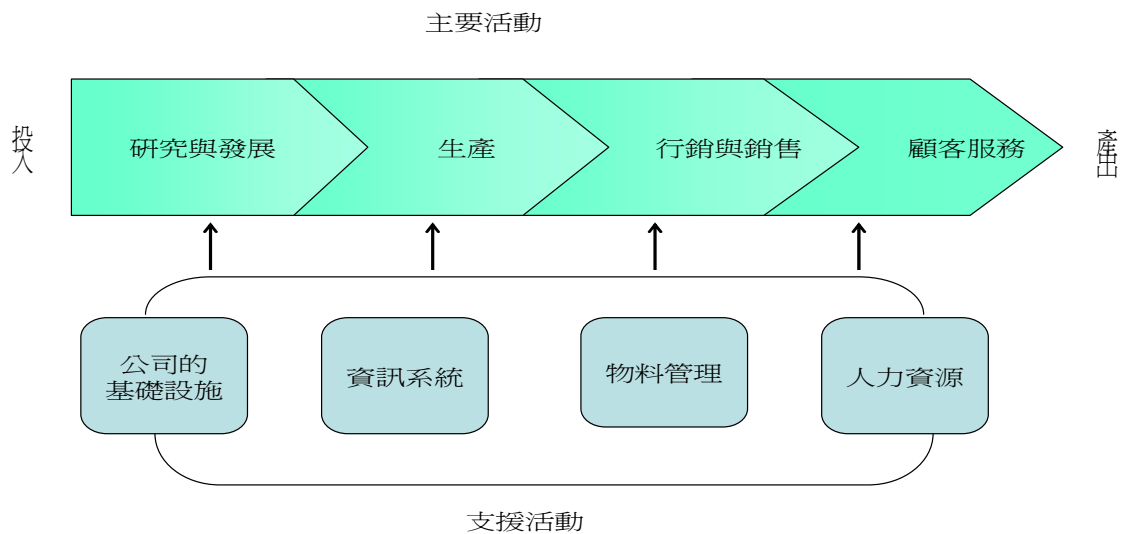 主要活動
投入
研究與發展
生產
行銷與銷售
顧客服務
產出
公司的
基礎設施
資訊系統
物料管理
人力資源
支援活動